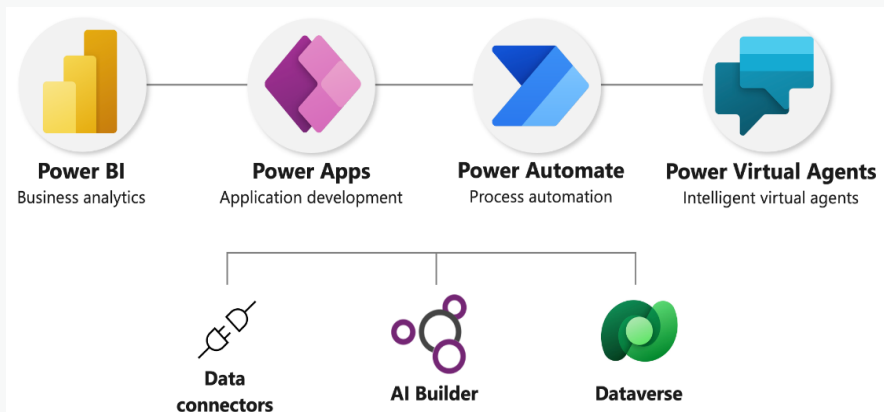 Power BI
Business analytics
Power Apps
Application development
Power Automate
Process automation
Power Virtual Agents
Intelligent virtual agents
Data
connectors
AI Builder
Dataverse